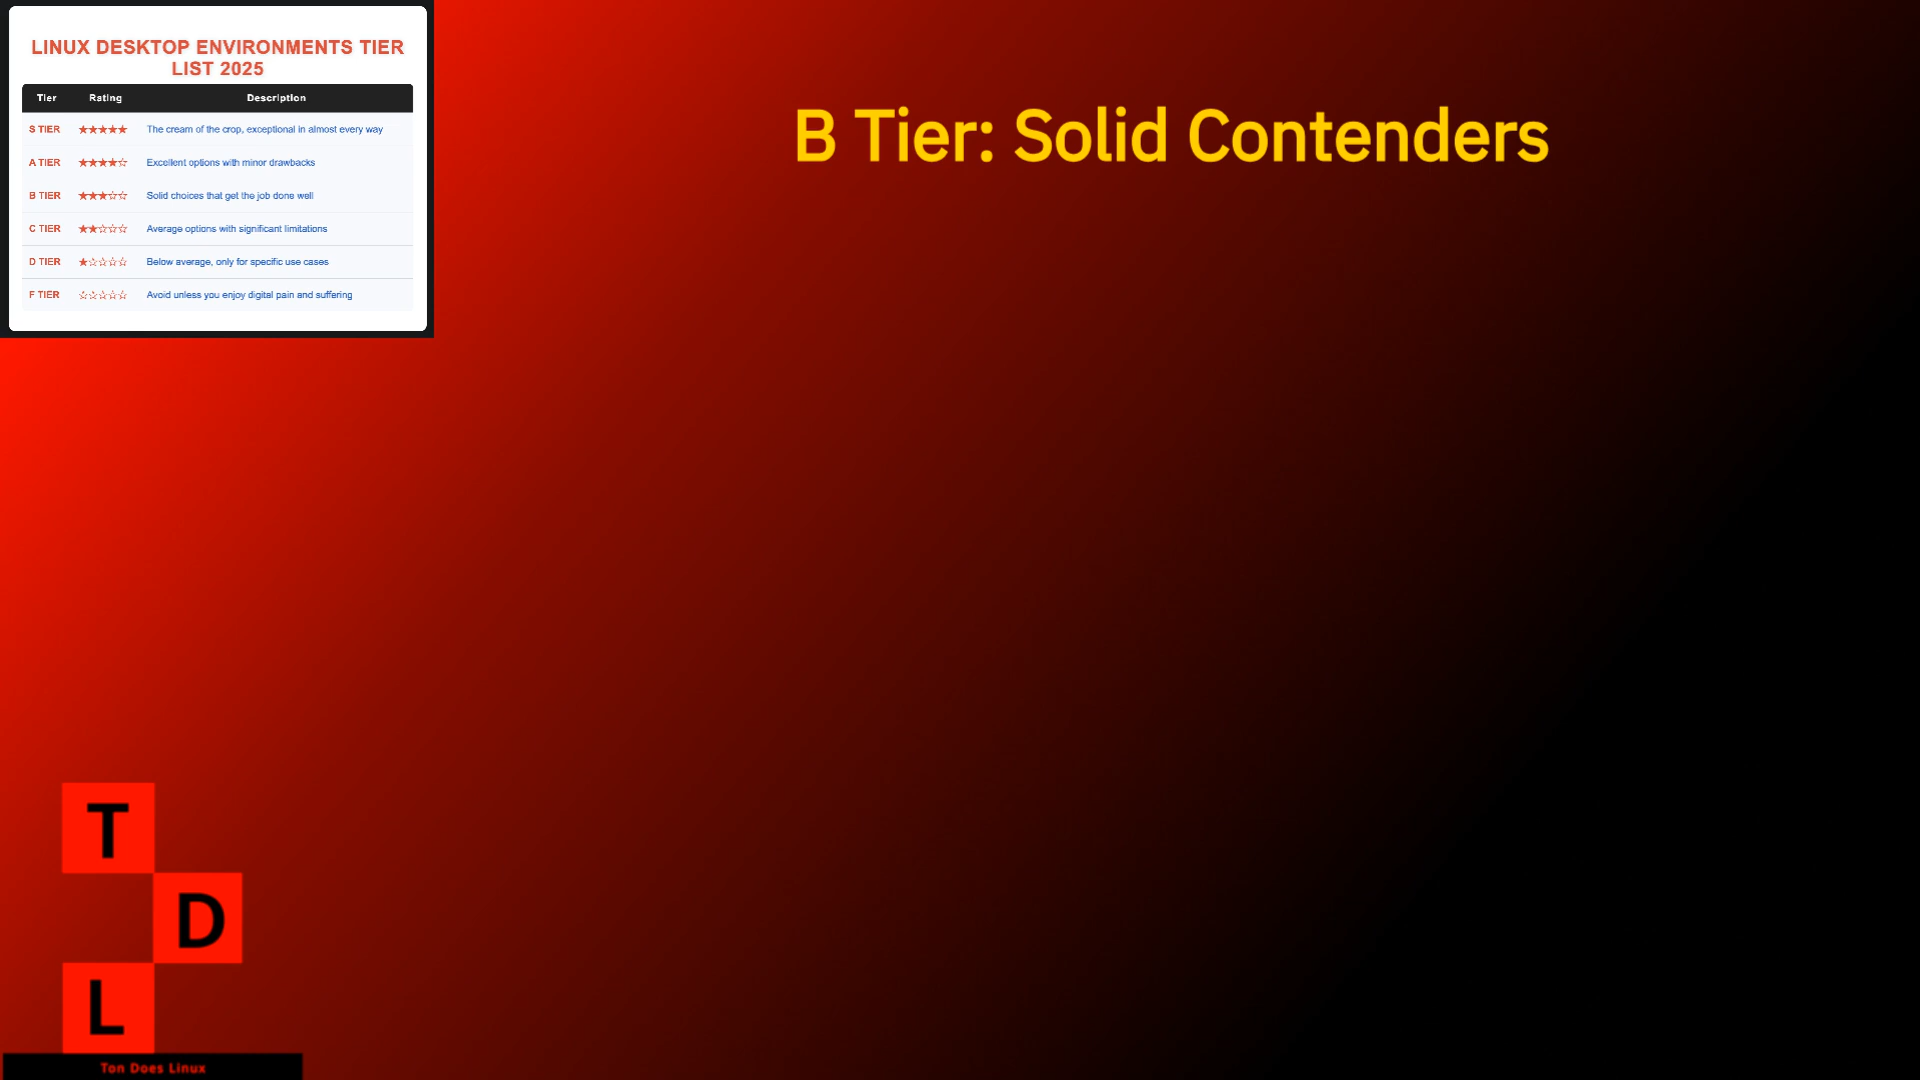 LINUX DESKTOP ENVIRONMENTS TIER
LIST 2025
Tier Rating Description
S TIER ★★★★★ The cream of the crop, exceptional in almost every way
A TIER ★★★★☆ Excellent options with minor drawbacks
B TIER ★★★☆☆ Solid choices that get the job done well
C TIER ★★☆☆☆ Average options with significant limitations
D TIER ★☆☆☆☆ Below average, only for specific use cases
F TIER ☆☆☆☆☆ Avoid unless you enjoy digital pain and suffering
B Tier: Solid Contenders
T
D
L
Ton Does Linux